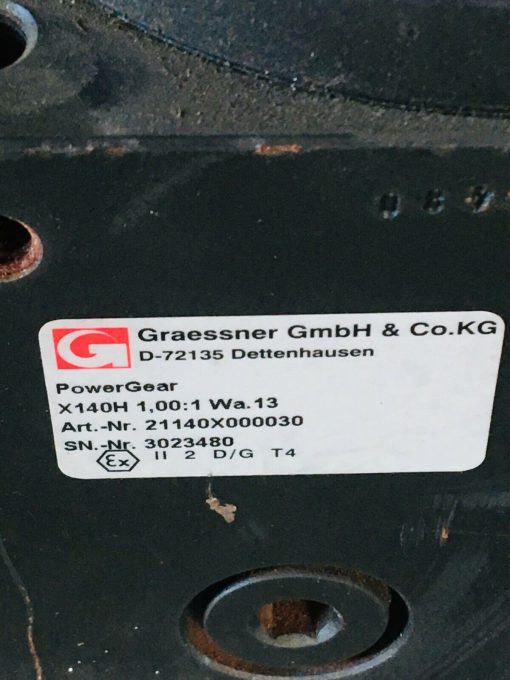 Graessner GmbH & Co.KG
D-72135 Dettenhausen
PowerGear
X140H 1,00:1 Wa.13
Art.-Nr. 21140X000030
SN.-Nr. 3023480
Ex II 2 D/G T4